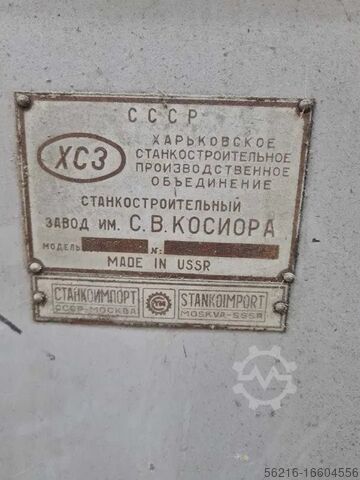 СССР
ХСЗ
ХАРЬКОВСКОЕ
СТАНКОСТРОИТЕЛЬНОЕ
ПРОИЗВОДСТВЕННОЕ
ОБЪЕДИНЕНИЕ
СТАНКОСТРОИТЕЛЬНЫЙ
ЗАВОД ИМ. С.В.КОСИОРА
МОДЕЛЬ №:
MADE IN USSR
СТАНКОИМПОРТ
СССР-МОСКВА
STANKOIMPORT
MOSKVA-SSSR
56216-16604556